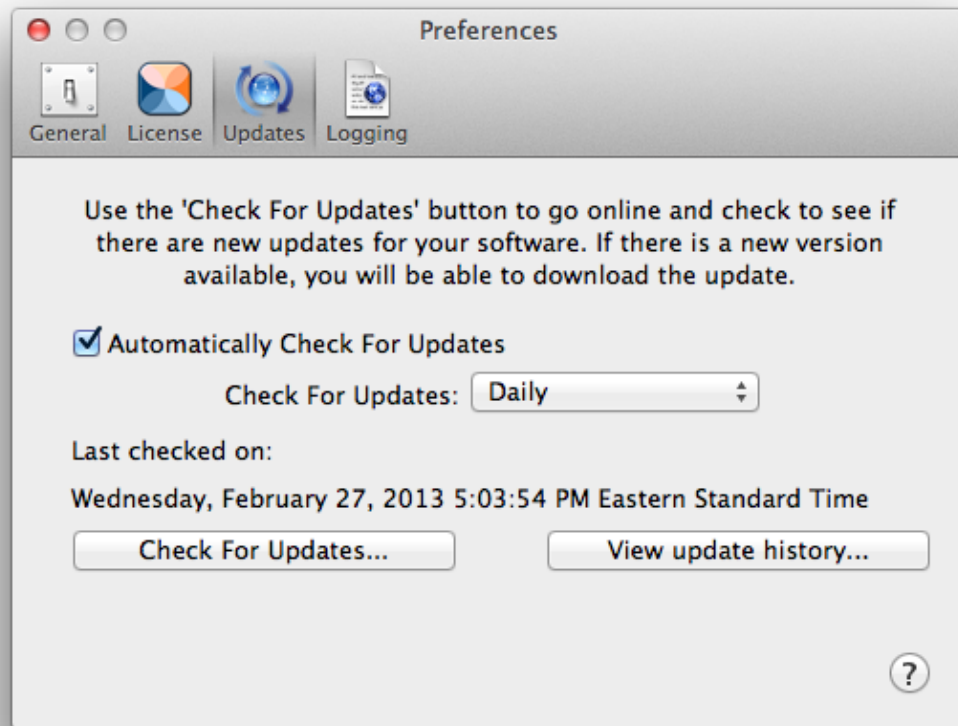 Preferences
General License Updates Logging
Use the 'Check For Updates' button to go online and check to see if
there are new updates for your software. If there is a new version
available, you will be able to download the update.
Automatically Check For Updates
Check For Updates: Daily
Last checked on:
Wednesday, February 27, 2013 5:03:54 PM Eastern Standard Time
Check For Updates... View update history...
?